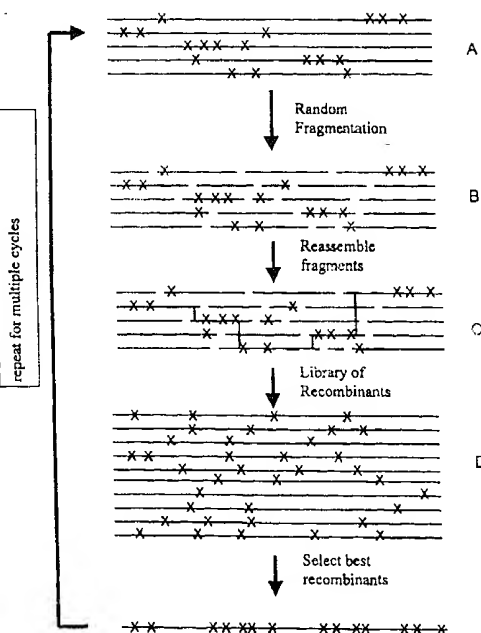 A
Random
Fragmentation
B
Reassemble
fragments
C
Library of
Recombinants
D
Select best
recombinants
repeat for multiple cycles